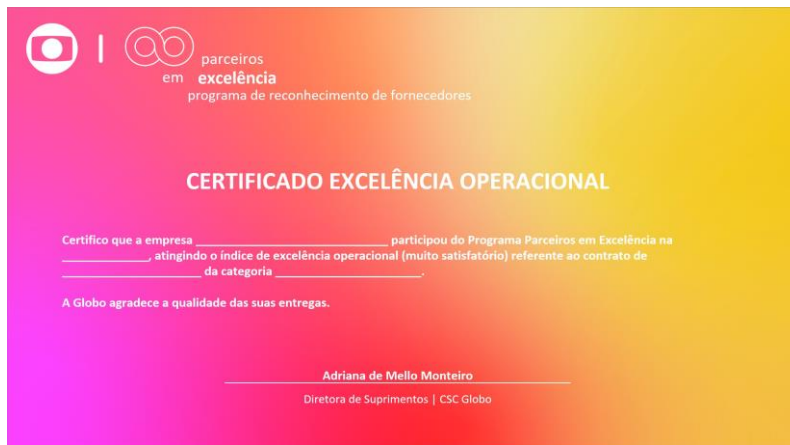 parceiros
em excelência
programa de reconhecimento de fornecedores
CERTIFICADO EXCELÊNCIA OPERACIONAL
Certifico que a empresa ______________________________ participou do Programa Parceiros em Excelência na
_____________, atingindo o índice de excelência operacional (muito satisfatório) referente ao contrato de
_____________________ da categoria ______________________.
A Globo agradece a qualidade das suas entregas.
Adriana de Mello Monteiro
Diretora de Suprimentos | CSC Globo